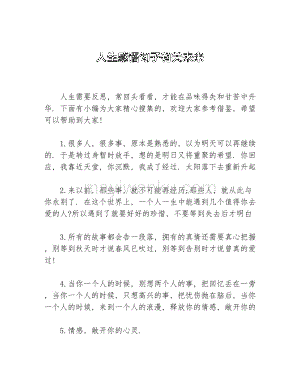 人生感悟句子有关未来
人生需要反思，常回头看看，才能在品味得失和甘苦中升
华. 下面有小编为大家精心搜集的，欢迎大家参考借鉴。希望
可以帮助到大家！
1.很多人，很多事，原本是熟悉的。以为明天可以再继续
的. 于是转过身暂时放手，想的是明日又将重聚的希望. 你回
应，我靠近天堂，你沉默，我成了经过。太阳落下去重新升起
2.来以前，那些事，就不可能再经历；那些人，就从此与
你永别了. 在这个世界上，一个人一生中能遇几个值得你去
爱的人?所以遇到了就要好好的珍惜，不要等到失去后才明白
3.所有的故事都会告一段落，拥有的真情还需要真心把握
，别等到秋天时才说春风已吹过，别等到告别时才说曾真的爱
过！
4.当你一个人的时候，别想两个人的事，把回忆丢在一旁
，当你一个人的时候，只想高兴的事，把忧伤抛在脑后，当你
一个人的时候，来到大海的浪漫，释放你的情感，敞开你的
5.情感，敞开你的心灵.